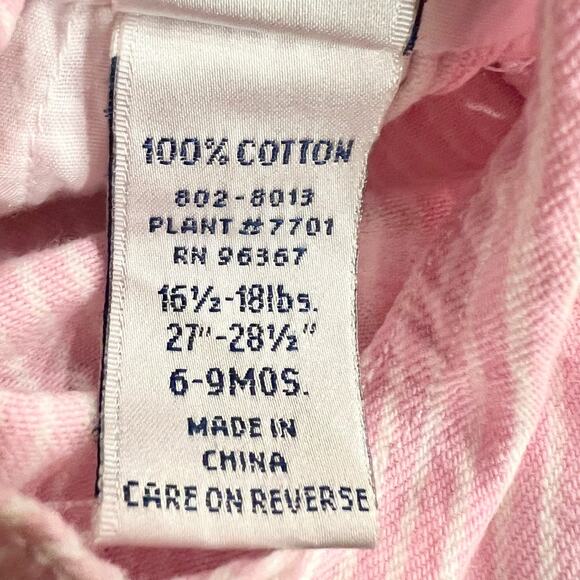 100% COTTON
802-8013
PLANT #7701
RN 96367
16½-18lbs.
27"-28½"
6-9MOS.
MADE IN
CHINA
CARE ON REVERSE